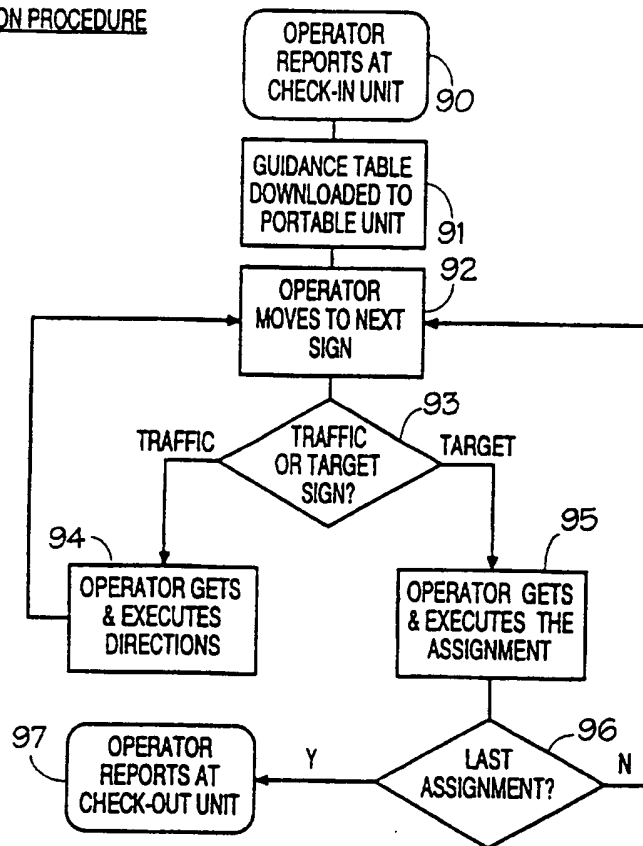 ON PROCEDURE
OPERATOR
REPORTS AT
CHECK-IN UNIT
90
GUIDANCE TABLE
DOWNLOADED TO
PORTABLE UNIT
91
OPERATOR
MOVES TO NEXT
SIGN
92
TRAFFIC
TRAFFIC
OR TARGET
SIGN?
93
TARGET
94
OPERATOR GETS
& EXECUTES
DIRECTIONS
95
OPERATOR GETS
& EXECUTES THE
ASSIGNMENT
97
OPERATOR
REPORTS AT
CHECK-OUT UNIT
Y
LAST
ASSIGNMENT?
96
N